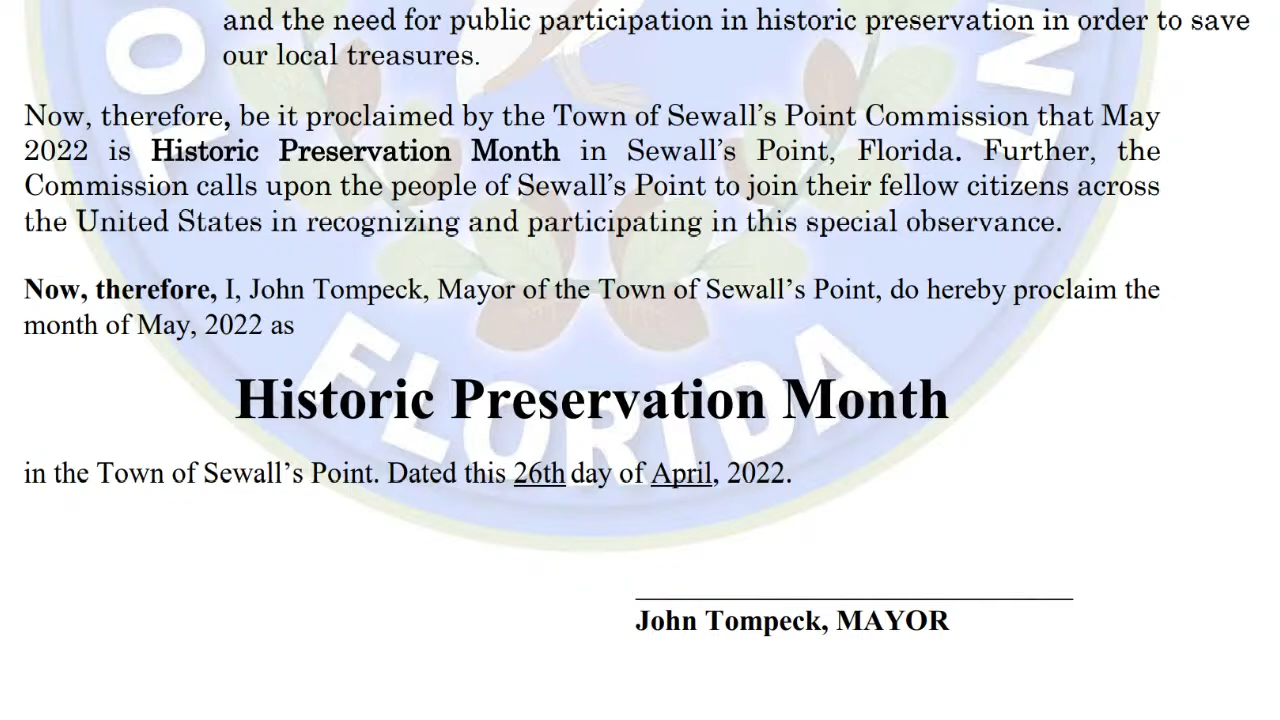 and the need for public participation in historic preservation in order to save
our local treasures.
Now, therefore, be it proclaimed by the Town of Sewall’s Point Commission that May
2022 is Historic Preservation Month in Sewall’s Point, Florida. Further, the
Commission calls upon the people of Sewall’s Point to join their fellow citizens across
the United States in recognizing and participating in this special observance.
Now, therefore, I, John Tompeck, Mayor of the Town of Sewall’s Point, do hereby proclaim the
month of May, 2022 as
Historic Preservation Month
in the Town of Sewall’s Point. Dated this 26th day of April, 2022.
John Tompeck, MAYOR
FLORIDA